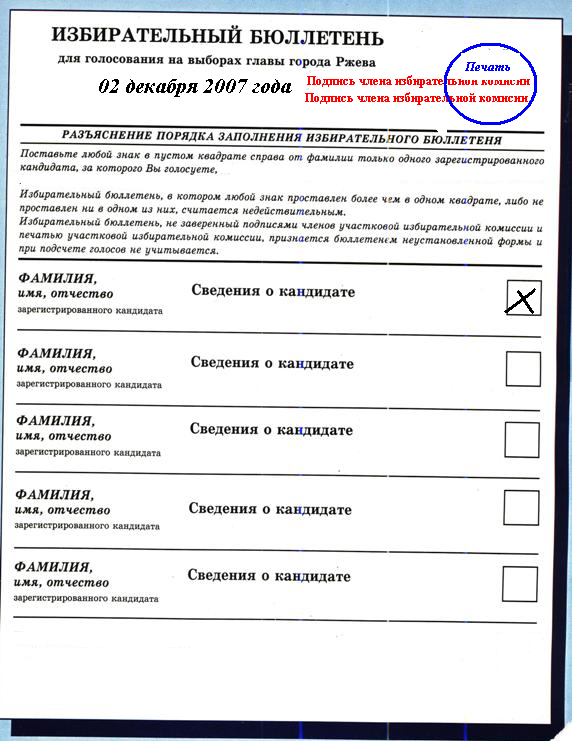 ИЗБИРАТЕЛЬНЫЙ БЮЛЛЕТЕНЬ
для голосования на выборах главы города Ржева
02 декабря 2007 года
Печать
Подпись члена избирательной комисии
Подпись члена избирательной комисии
РАЗЪЯСНЕНИЕ ПОРЯДКА ЗАПОЛНЕНИЯ ИЗБИРАТЕЛЬНОГО БЮЛЛЕТЕНЯ
Поставьте любой знак в пустом квадрате справа от фамилии только одного зарегистрированного
кандидата, за которого Вы голосуете,
Избирательный бюллетень, в котором любой знак проставлен более чем в одном квадрате, либо не
проставлен ни в одном из них, считается недействительным.
Избирательный бюллетень, не заверенный подписями членов участковой избирательной комиссии и
печатью участковой избирательной комиссии, признается бюллетенем неустановленной формы и
при подсчете голосов не учитывается.
ФАМИЛИЯ,
имя, отчество
зарегистрированного кандидата
Сведения о кандидате
ФАМИЛИЯ,
имя, отчество
зарегистрированного кандидата
Сведения о кандидате
ФАМИЛИЯ,
имя, отчество
зарегистрированного кандидата
Сведения о кандидате
ФАМИЛИЯ,
имя, отчество
зарегистрированного кандидата
Сведения о кандидате
ФАМИЛИЯ,
имя, отчество
зарегистрированного кандидата
Сведения о кандидате